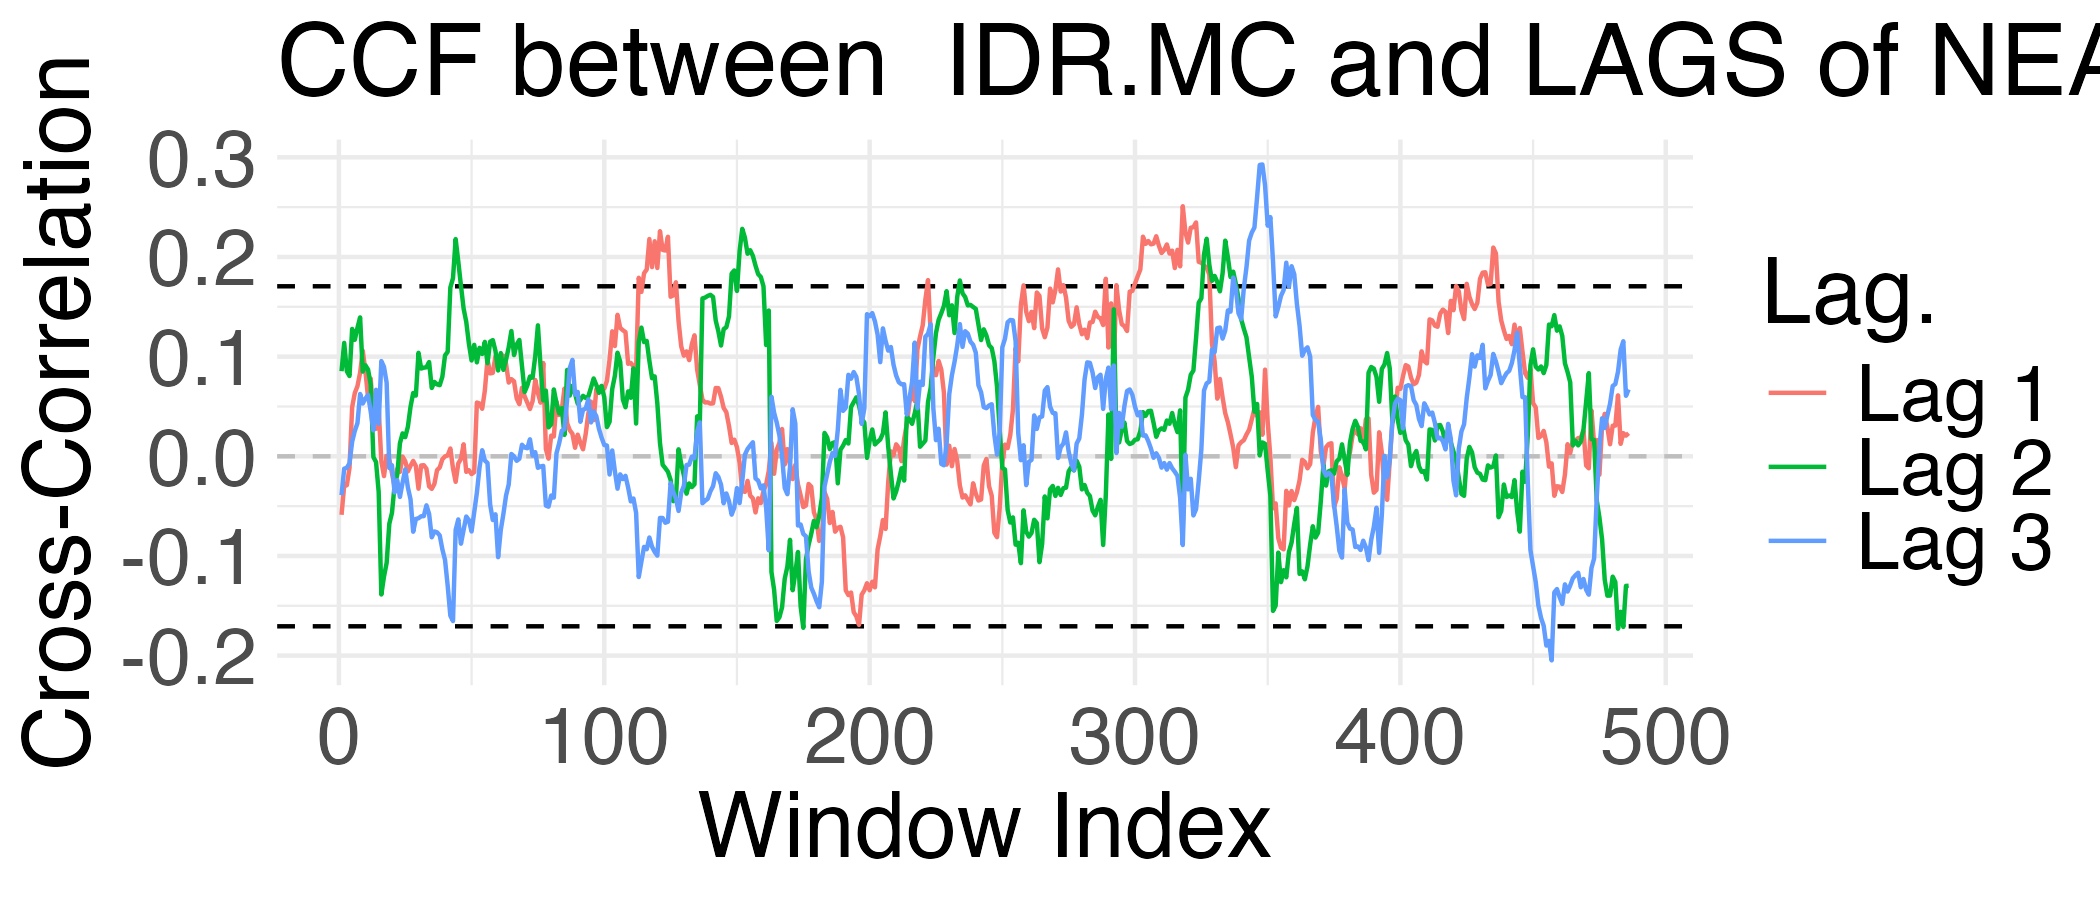 CCF between  IDR.MC and LAGS of NEA
Cross-Correlation
0.3
0.2
0.1
0.0
-0.1
-0.2
0 100 200 300 400 500
Window Index
Lag.
Lag 1
Lag 2
Lag 3